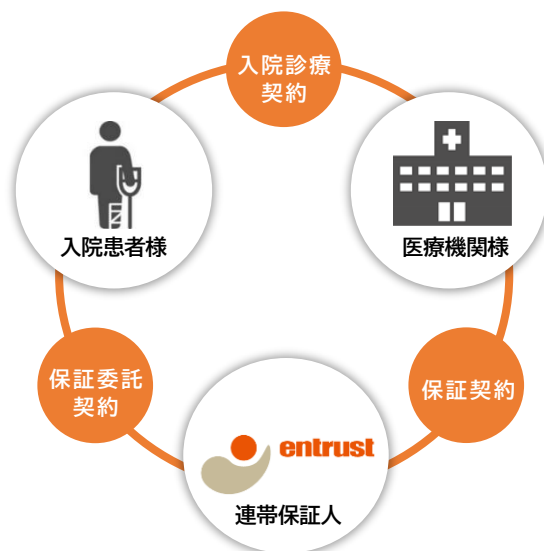 入院診療
契約
入院患者様
医療機関様
保証委託
契約
保証契約
entrust
連帯保証人